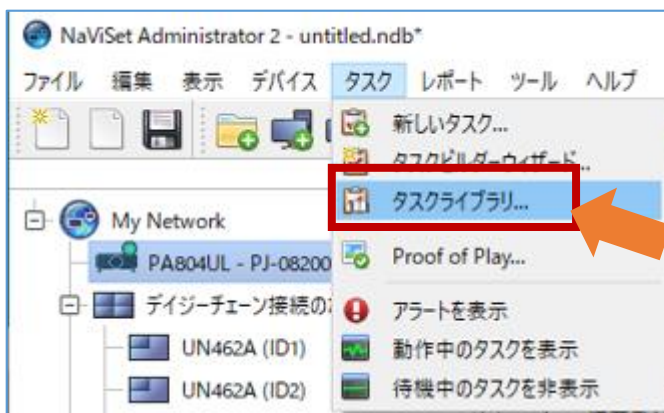 NaViSet Administrator 2 - untitled.ndb*
ファイル 編集 表示 デバイス タスク レポート ツール ヘルプ
新しいタスク...
タスクビルダーウィザード...
タスクライブラリ...
My Network
PA804UL - PJ-08200
Proof of Play...
デイジーチェーン接続の
アラートを表示
UN462A (ID1)
動作中のタスクを表示
UN462A (ID2)
待機中のタスクを非表示